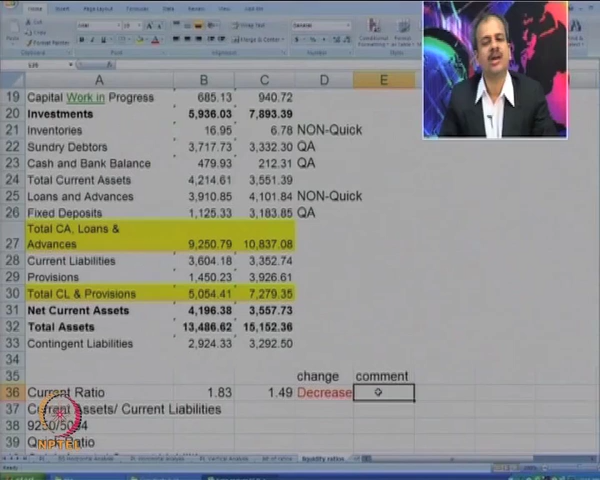 A B C D E
19 Capital Work in Progress 685.13 940.72
20 Investments 5,936.03 7,893.39
21 Inventories 16.95 6.78 NON-Quick
22 Sundry Debtors 3,717.73 3,332.30 QA
23 Cash and Bank Balance 479.93 212.31 QA
24 Total Current Assets 4,214.61 3,551.39
25 Loans and Advances 3,910.85 4,101.84 NON-Quick
26 Fixed Deposits 1,125.33 3,183.85 QA
Total CA, Loans &
27 Advances 9,250.79 10,837.08
28 Current Liabilities 3,604.18 3,352.74
29 Provisions 1,450.23 3,926.61
30 Total CL & Provisions 5,054.41 7,279.35
31 Net Current Assets 4,196.38 3,557.73
32 Total Assets 13,486.62 15,152.36
33 Contingent Liabilities 2,924.33 3,292.50
34
35 change comment
36 Current Ratio 1.83 1.49 Decrease
37 Current Assets/ Current Liabilities
38 9250/5054
39 Quick Ratio
NPTEL
liquidity ratios